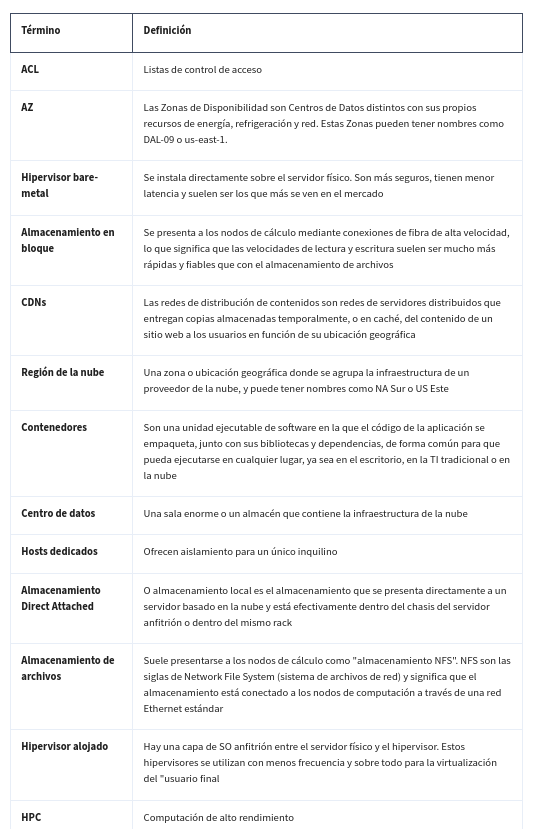 Término
Definición
ACL
Listas de control de acceso
AZ
Las Zonas de Disponibilidad son Centros de Datos distintos con sus propios
recursos de energía, refrigeración y red. Estas Zonas pueden tener nombres como
DAL-09 o us-east-1.
Hipervisor bare-
metal
Se instala directamente sobre el servidor físico. Son más seguros, tienen menor
latencia y suelen ser los que más se ven en el mercado
Almacenamiento en
bloque
Se presenta a los nodos de cálculo mediante conexiones de fibra de alta velocidad,
lo que significa que las velocidades de lectura y escritura suelen ser mucho más
rápidas y fiables que con el almacenamiento de archivos
CDNs
Las redes de distribución de contenidos son redes de servidores distribuidos que
entregan copias almacenadas temporalmente, o en caché, del contenido de un
sitio web a los usuarios en función de su ubicación geográfica
Región de la nube
Una zona o ubicación geográfica donde se agrupa la infraestructura de un
proveedor de la nube, y puede tener nombres como NA Sur o US Este
Contenedores
Son una unidad ejecutable de software en la que el código de la aplicación se
empaqueta, junto con sus bibliotecas y dependencias, de forma común para que
pueda ejecutarse en cualquier lugar, ya sea en el escritorio, en la TI tradicional o en
la nube
Centro de datos
Una sala enorme o un almacén que contiene la infraestructura de la nube
Hosts dedicados
Ofrecen aislamiento para un único inquilino
Almacenamiento
Direct Attached
O almacenamiento local es el almacenamiento que se presenta directamente a un
servidor basado en la nube y está efectivamente dentro del chasis del servidor
anfitrión o dentro del mismo rack
Almacenamiento de
archivos
Suele presentarse a los nodos de cálculo como "almacenamiento NFS". NFS son las
siglas de Network File System (sistema de archivos de red) y significa que el
almacenamiento está conectado a los nodos de computación a través de una red
Ethernet estándar
Hipervisor alojado
Hay una capa de SO anfitrión entre el servidor físico y el hipervisor. Estos
hipervisores se utilizan con menos frecuencia y sobre todo para la virtualización
del "usuario final
HPC
Computación de alto rendimiento